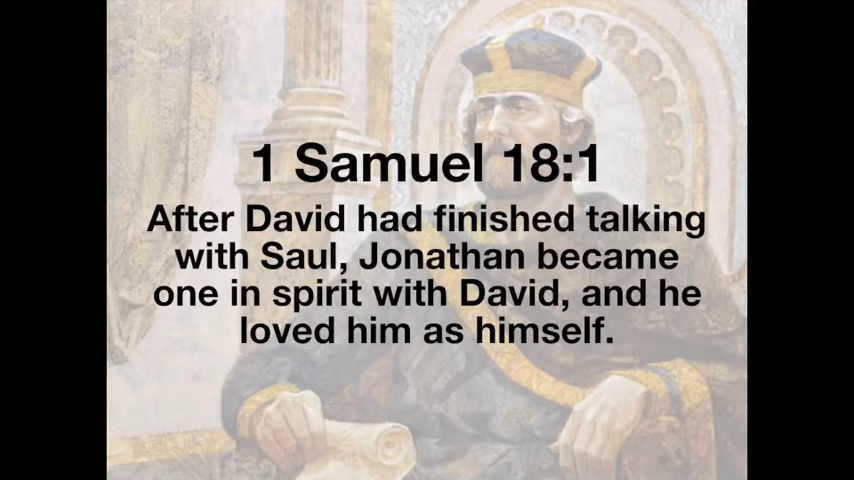 1 Samuel 18:1
After David had finished talking
with Saul, Jonathan became
one in spirit with David, and he
loved him as himself.